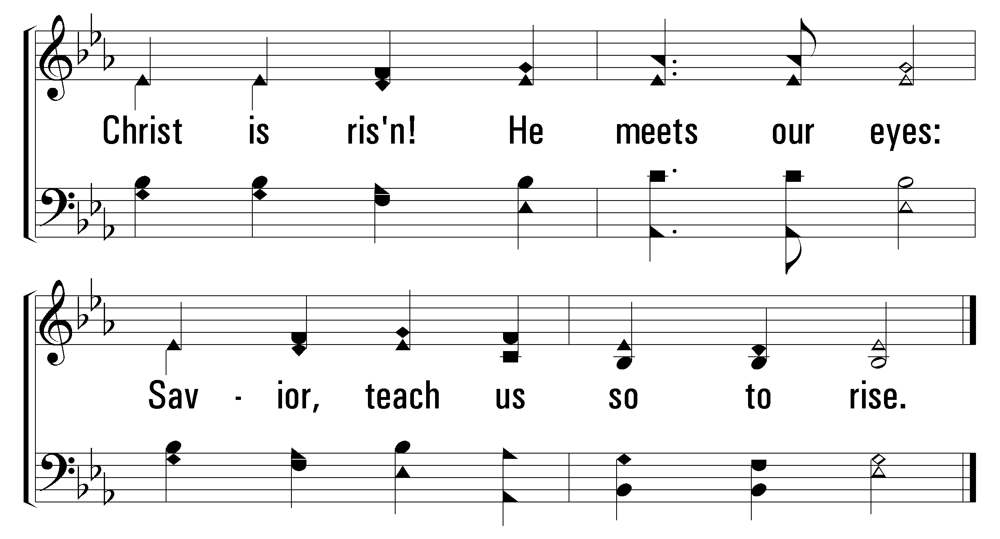 Christ is ris'n! He meets our eyes:
Sav - ior, teach us so to rise.